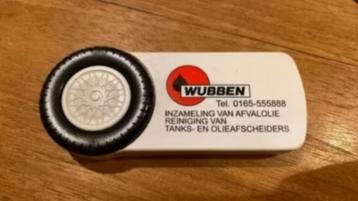 WUBBEN
Tel. 0165-555888
INZAMELING VAN AFVALOLIE
REINIGING VAN
TANKS- EN OLIEAFSCHEIDERS